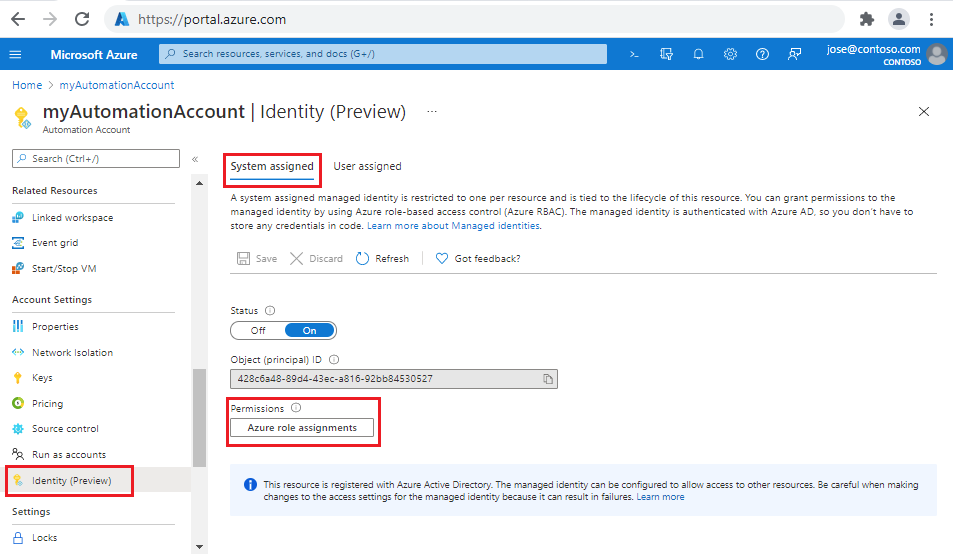 https://portal.azure.com
Microsoft Azure
Search resources, services, and docs (G+/)
jose@contoso.com
CONTOSO
Home > myAutomationAccount
myAutomationAccount | Identity (Preview) ...
Automation Account
Search (Ctrl+/) «
Related Resources
Linked workspace
Event grid
Start/Stop VM
Account Settings
Properties
Network Isolation
Keys
Pricing
Source control
Run as accounts
Identity (Preview)
Settings
Locks
System assigned User assigned
A system assigned managed identity is restricted to one per resource and is tied to the lifecycle of this resource. You can grant permissions to the
managed identity by using Azure role-based access control (Azure RBAC). The managed identity is authenticated with Azure AD, so you don't have to
store any credentials in code. Learn more about Managed identities.
Save Discard Refresh Got feedback?
Status
Off On
Object (principal) ID
428c6a48-89d4-43ec-a816-92bb84530527
Permissions
Azure role assignments
This resource is registered with Azure Active Directory. The managed identity can be configured to allow access to other resources. Be careful when making
changes to the access settings for the managed identity because it can result in failures. Learn more